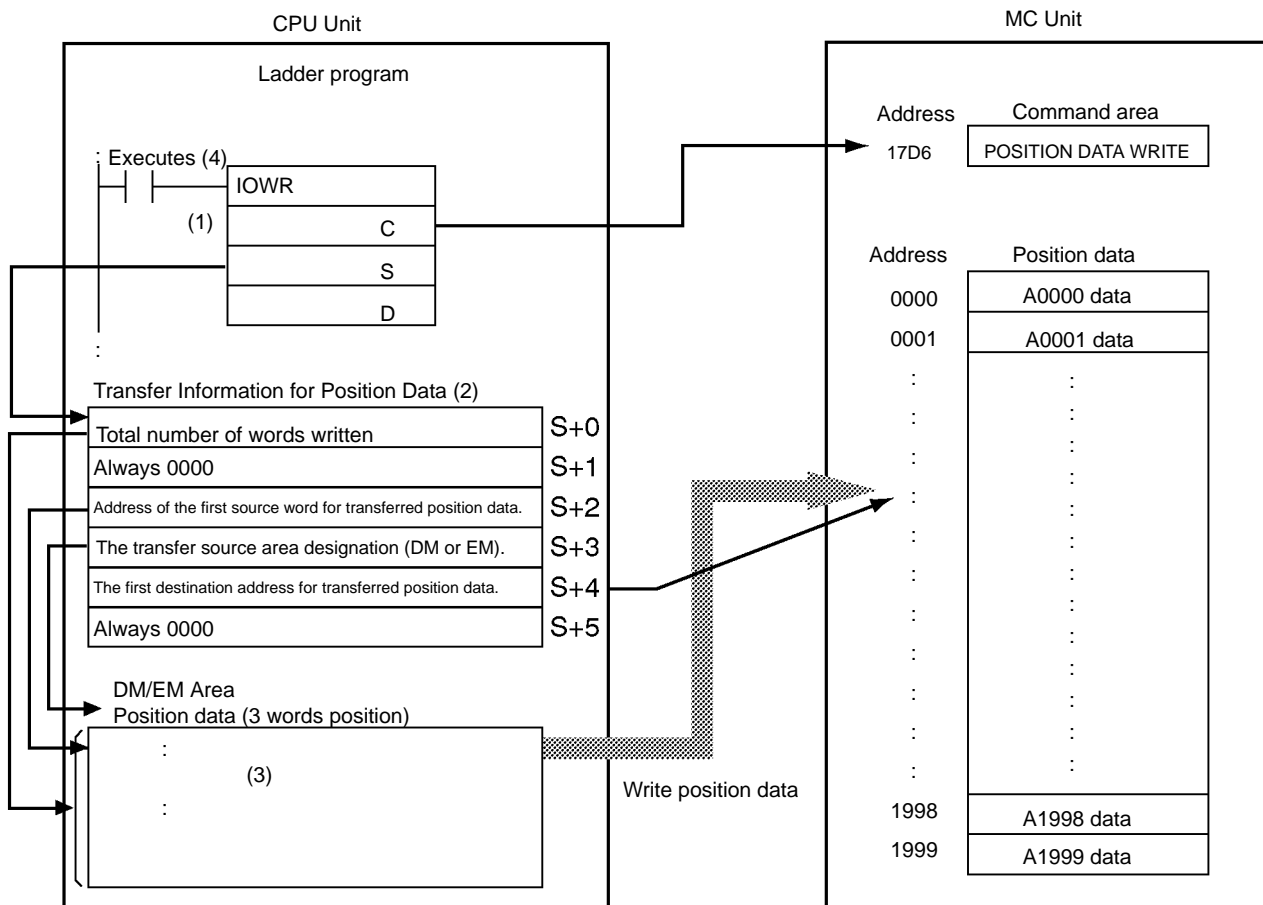 CPU Unit
Ladder program
: Executes (4)
IOWR
(1)
C
S
D
:
Transfer Information for Position Data (2)
Total number of words written S+0
Always 0000 S+1
Address of the first source word for transferred position data. S+2
The transfer source area designation (DM or EM). S+3
The first destination address for transferred position data. S+4
Always 0000 S+5
DM/EM Area
Position data (3 words position)
:
(3)
:
Write position data
MC Unit
Address Command area
17D6 POSITION DATA WRITE
Address Position data
0000 A0000 data
0001 A0001 data
: :
: :
: :
: :
: :
: :
: :
: :
: :
: :
1998 A1998 data
1999 A1999 data